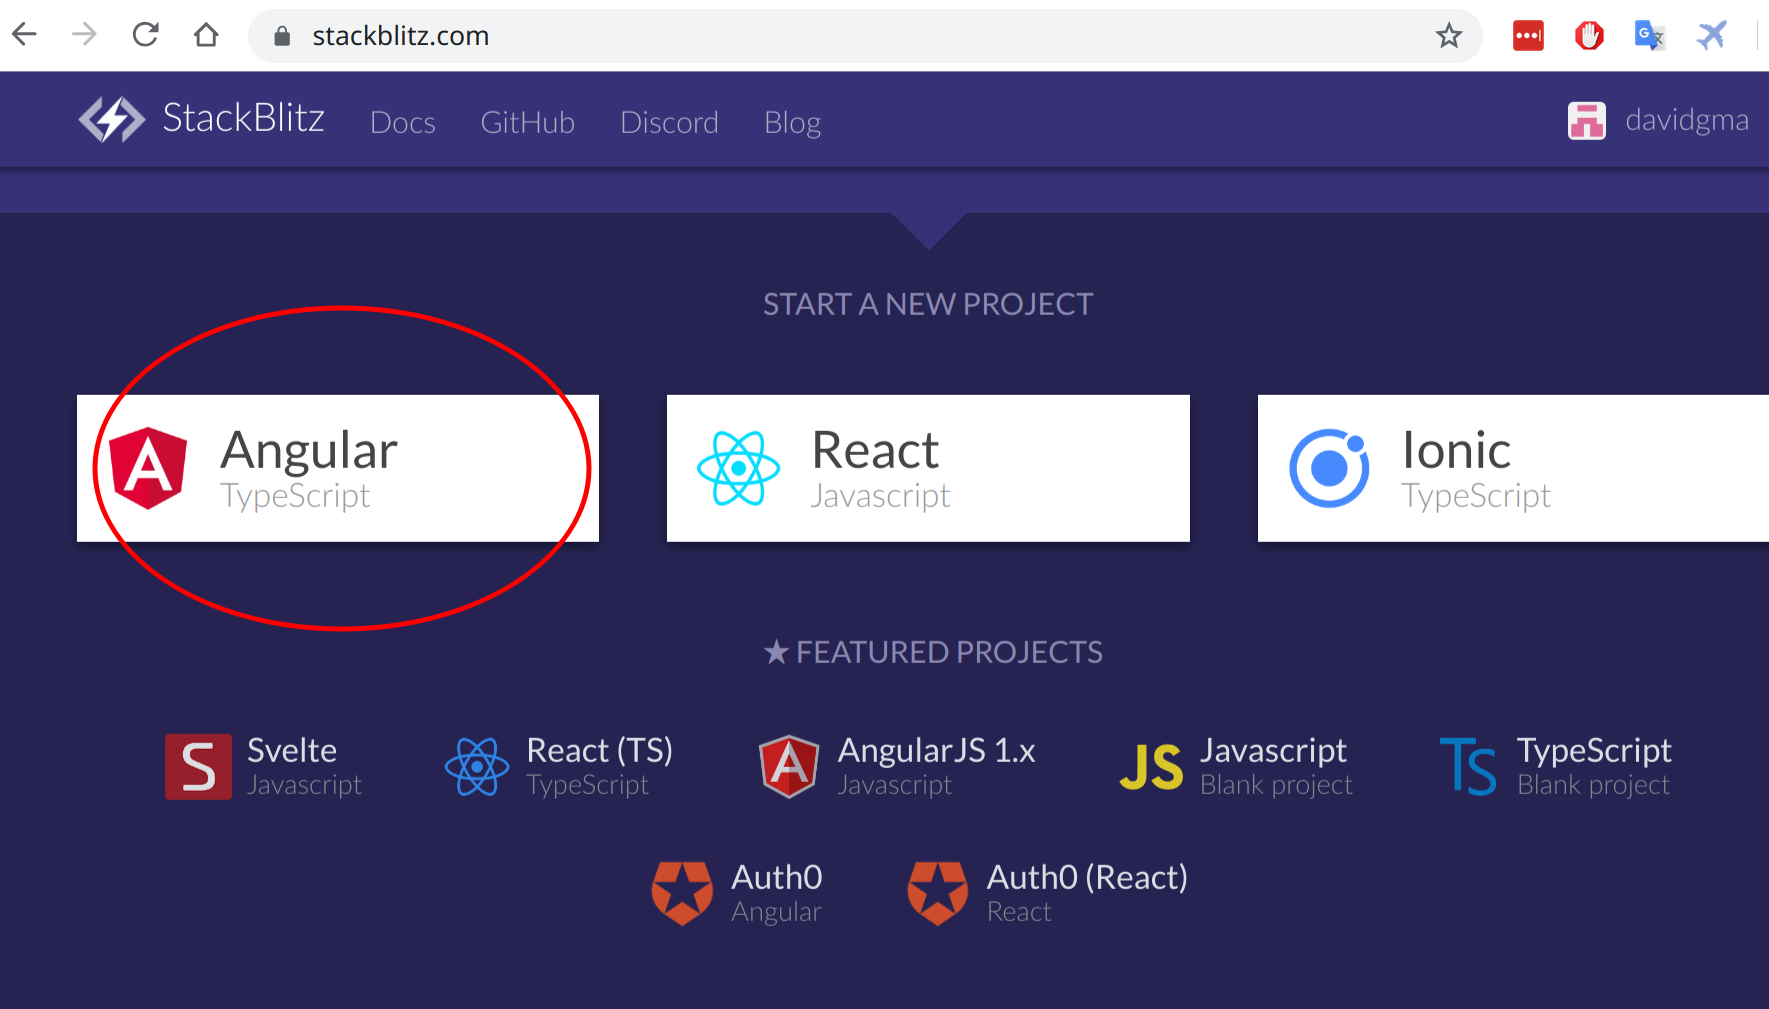 stackblitz.com
StackBlitz Docs GitHub Discord Blog davidgma
START A NEW PROJECT
Angular
TypeScript
React
Javascript
Ionic
TypeScript
★ FEATURED PROJECTS
S Svelte
Javascript
React (TS)
TypeScript
A AngularJS 1.x
Javascript
JS Javascript
Blank project
TS TypeScript
Blank project
Auth0
Angular
Auth0 (React)
React